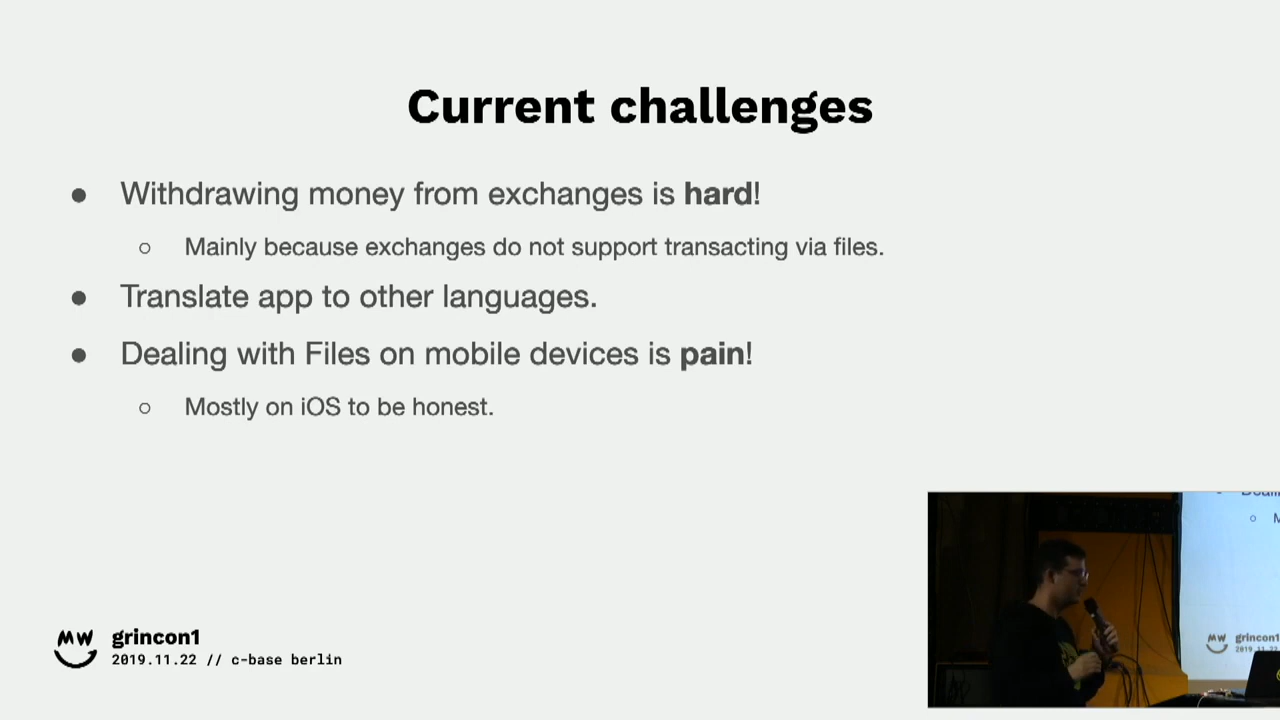 Current challenges
● Withdrawing money from exchanges is hard!
○ Mainly because exchanges do not support transacting via files.
● Translate app to other languages.
● Dealing with Files on mobile devices is pain!
○ Mostly on iOS to be honest.
MW grincon1
2019.11.22 // c-base berlin
MW grincon1